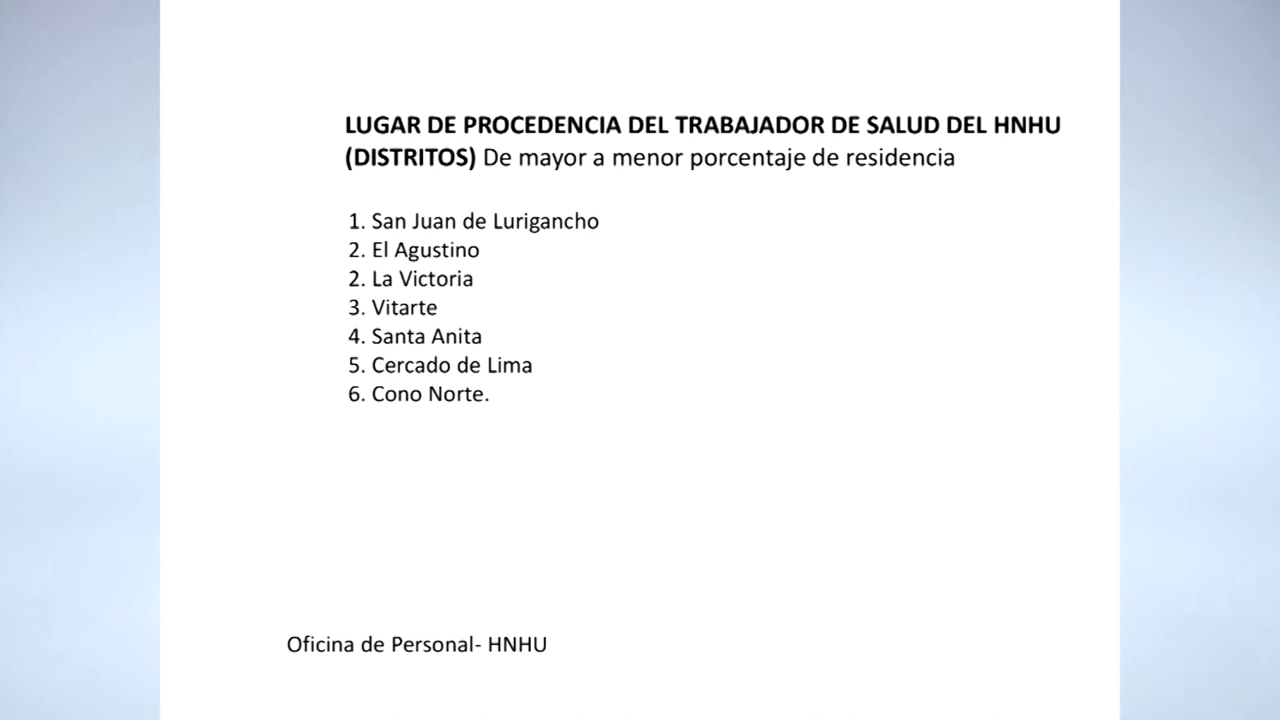 LUGAR DE PROCEDENCIA DEL TRABAJADOR DE SALUD DEL HNHU
(DISTRITOS) De mayor a menor porcentaje de residencia
1. San Juan de Lurigancho
2. El Agustino
2. La Victoria
3. Vitarte
4. Santa Anita
5. Cercado de Lima
6. Cono Norte.
Oficina de Personal- HNHU